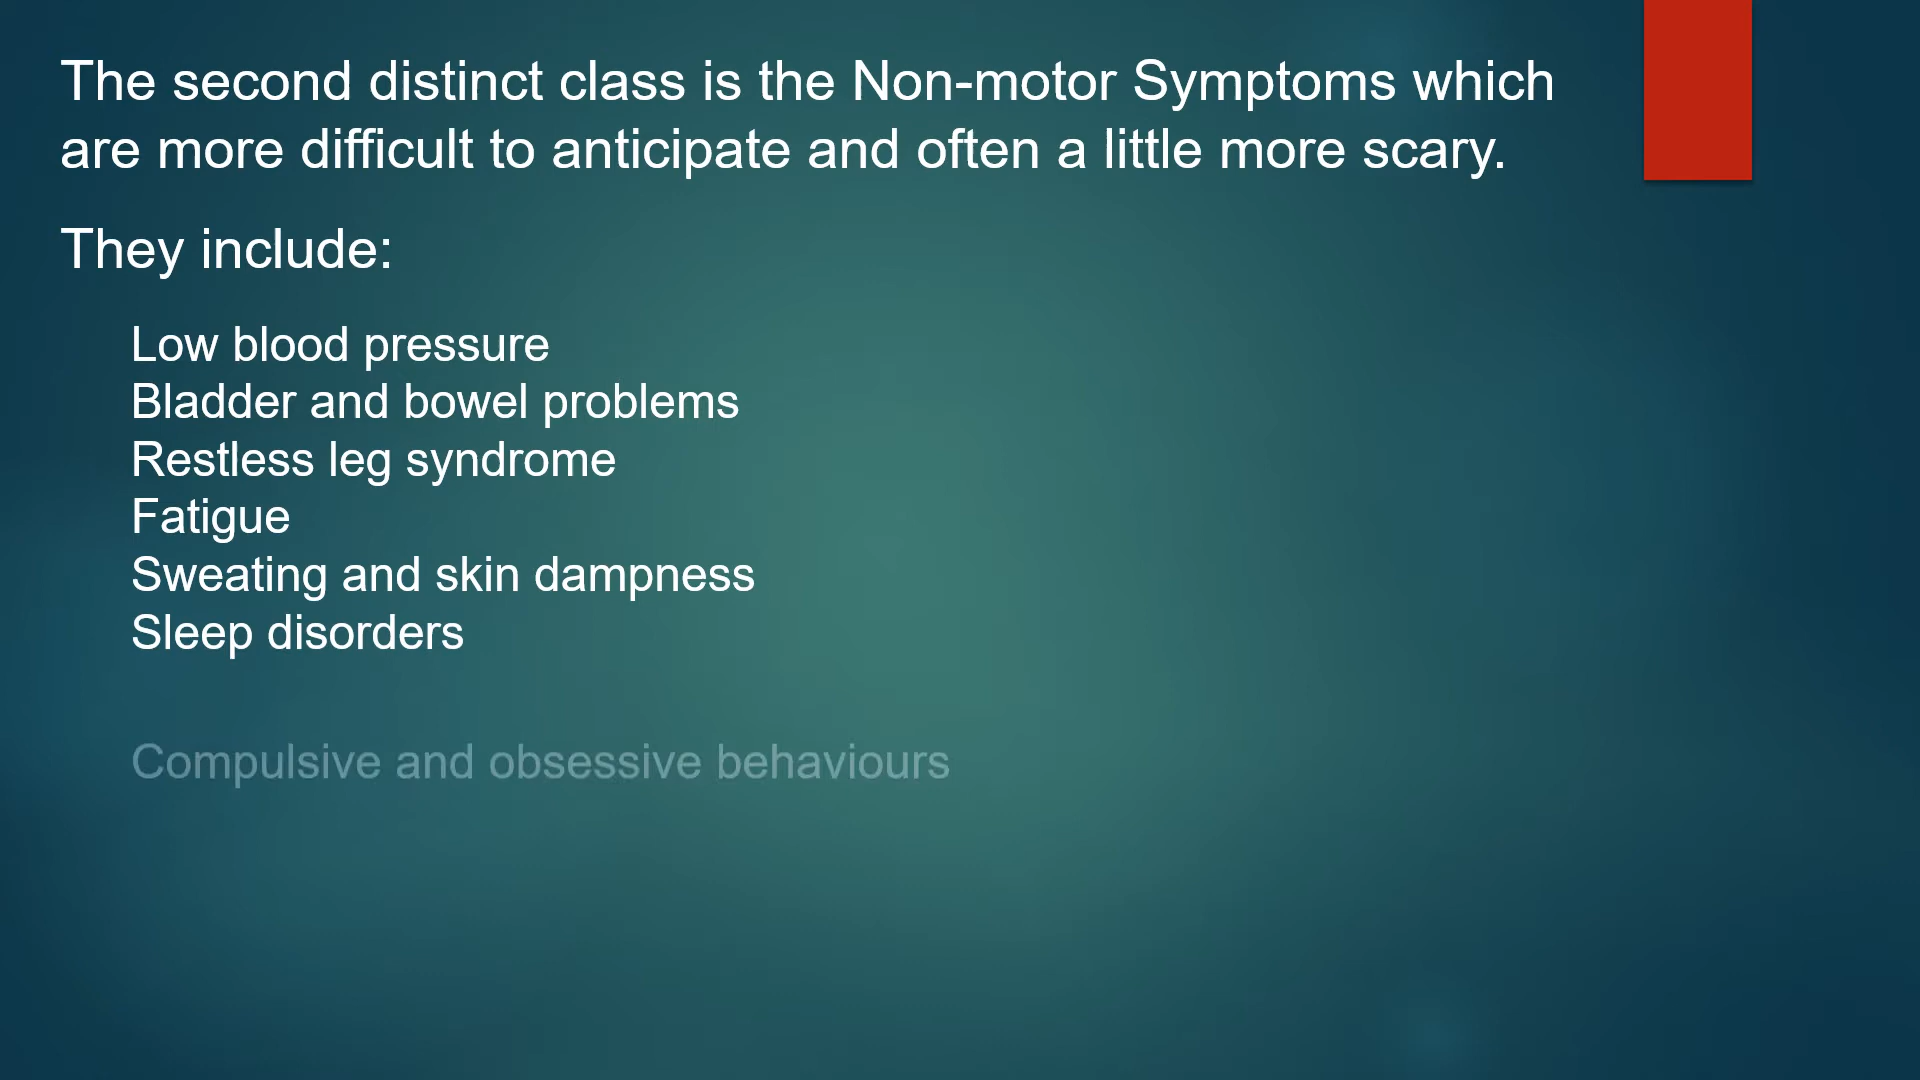 The second distinct class is the Non-motor Symptoms which
are more difficult to anticipate and often a little more scary.
They include:
Low blood pressure
Bladder and bowel problems
Restless leg syndrome
Fatigue
Sweating and skin dampness
Sleep disorders
Compulsive and obsessive behaviours